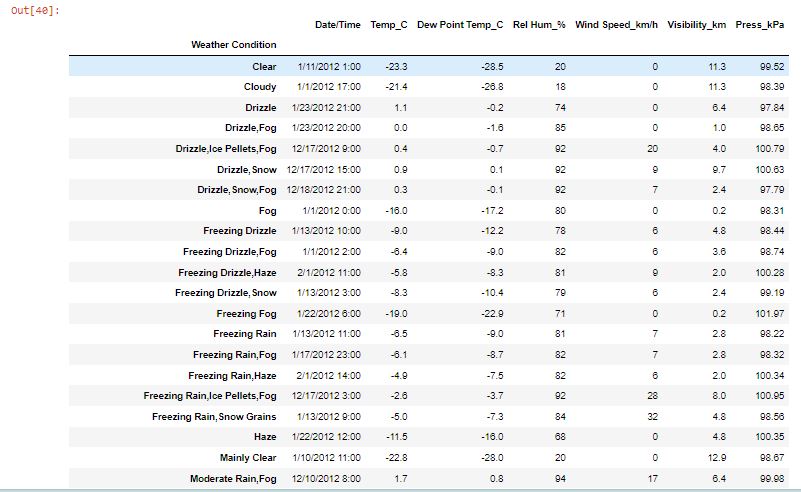 Out[40]:
Date/Time Temp_C Dew Point Temp_C Rel Hum_% Wind Speed_km/h Visibility_km Press_kPa
Weather Condition
Clear 1/11/2012 1:00 -23.3 -28.5 20 0 11.3 99.52
Cloudy 1/1/2012 17:00 -21.4 -26.8 18 0 11.3 98.39
Drizzle 1/23/2012 21:00 1.1 -0.2 74 0 6.4 97.84
Drizzle,Fog 1/23/2012 20:00 0.0 -1.6 85 0 1.0 98.65
Drizzle,Ice Pellets,Fog 12/17/2012 9:00 0.4 -0.7 92 20 4.0 100.79
Drizzle,Snow 12/17/2012 15:00 0.9 0.1 92 9 9.7 100.63
Drizzle,Snow,Fog 12/18/2012 21:00 0.3 -0.1 92 7 2.4 97.79
Fog 1/1/2012 0:00 -16.0 -17.2 80 0 0.2 98.31
Freezing Drizzle 1/13/2012 10:00 -9.0 -12.2 78 6 4.8 98.44
Freezing Drizzle,Fog 1/1/2012 2:00 -6.4 -9.0 82 6 3.6 98.74
Freezing Drizzle,Haze 2/1/2012 11:00 -5.8 -8.3 81 9 2.0 100.28
Freezing Drizzle,Snow 1/13/2012 3:00 -8.3 -10.4 79 6 2.4 99.19
Freezing Fog 1/22/2012 6:00 -19.0 -22.9 71 0 0.2 101.97
Freezing Rain 1/13/2012 11:00 -6.5 -9.0 81 7 2.8 98.22
Freezing Rain,Fog 1/17/2012 23:00 -6.1 -8.7 82 7 2.8 98.32
Freezing Rain,Haze 2/1/2012 14:00 -4.9 -7.5 82 6 2.0 100.34
Freezing Rain,Ice Pellets,Fog 12/17/2012 3:00 -2.6 -3.7 92 28 8.0 100.95
Freezing Rain,Snow Grains 1/13/2012 9:00 -5.0 -7.3 84 32 4.8 98.56
Haze 1/22/2012 12:00 -11.5 -16.0 68 0 4.8 100.35
Mainly Clear 1/10/2012 11:00 -22.8 -28.0 20 0 12.9 98.67
Moderate Rain,Fog 12/10/2012 8:00 1.7 0.8 94 17 6.4 99.98